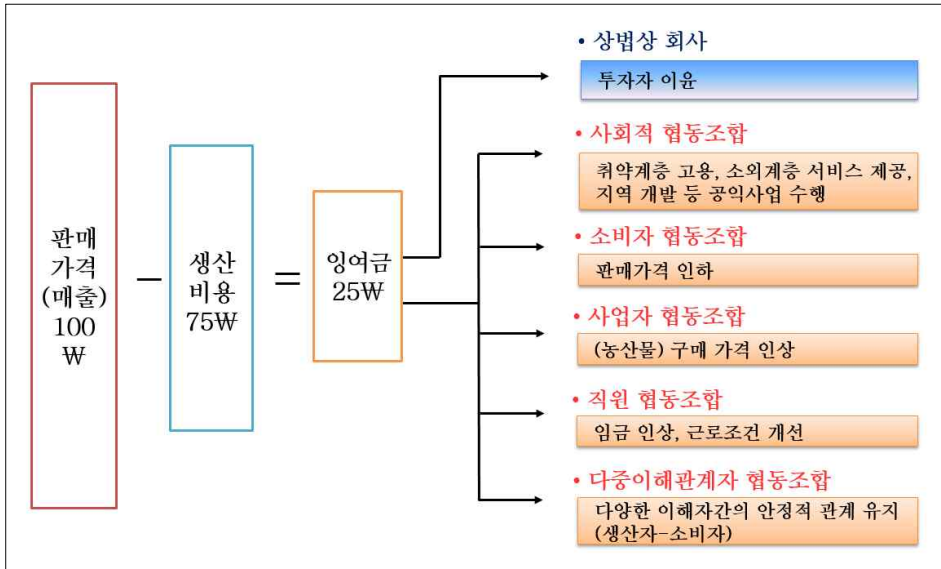 판매
가격
(매출)
100
₩
−
생산
비용
75₩
=
잉여금
25₩
• 상법상 회사
투자자 이윤
• 사회적 협동조합
취약계층 고용, 소외계층 서비스 제공,
지역 개발 등 공익사업 수행
• 소비자 협동조합
판매가격 인하
• 사업자 협동조합
(농산물) 구매 가격 인상
• 직원 협동조합
임금 인상, 근로조건 개선
• 다중이해관계자 협동조합
다양한 이해자간의 안정적 관계 유지
(생산자-소비자)